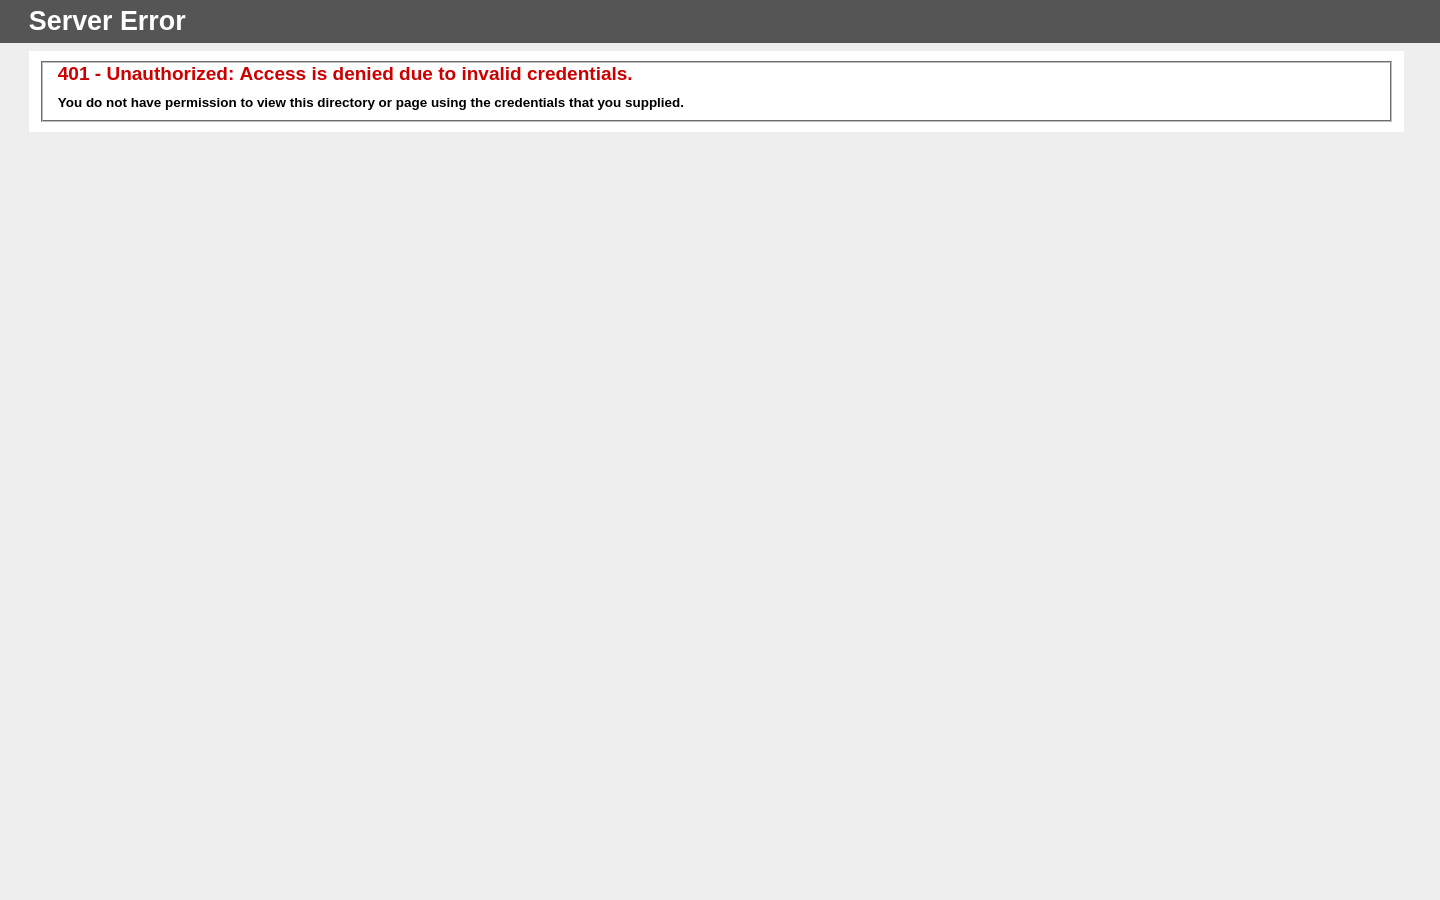 Server Error
401 - Unauthorized: Access is denied due to invalid credentials.
You do not have permission to view this directory or page using the credentials that you supplied.